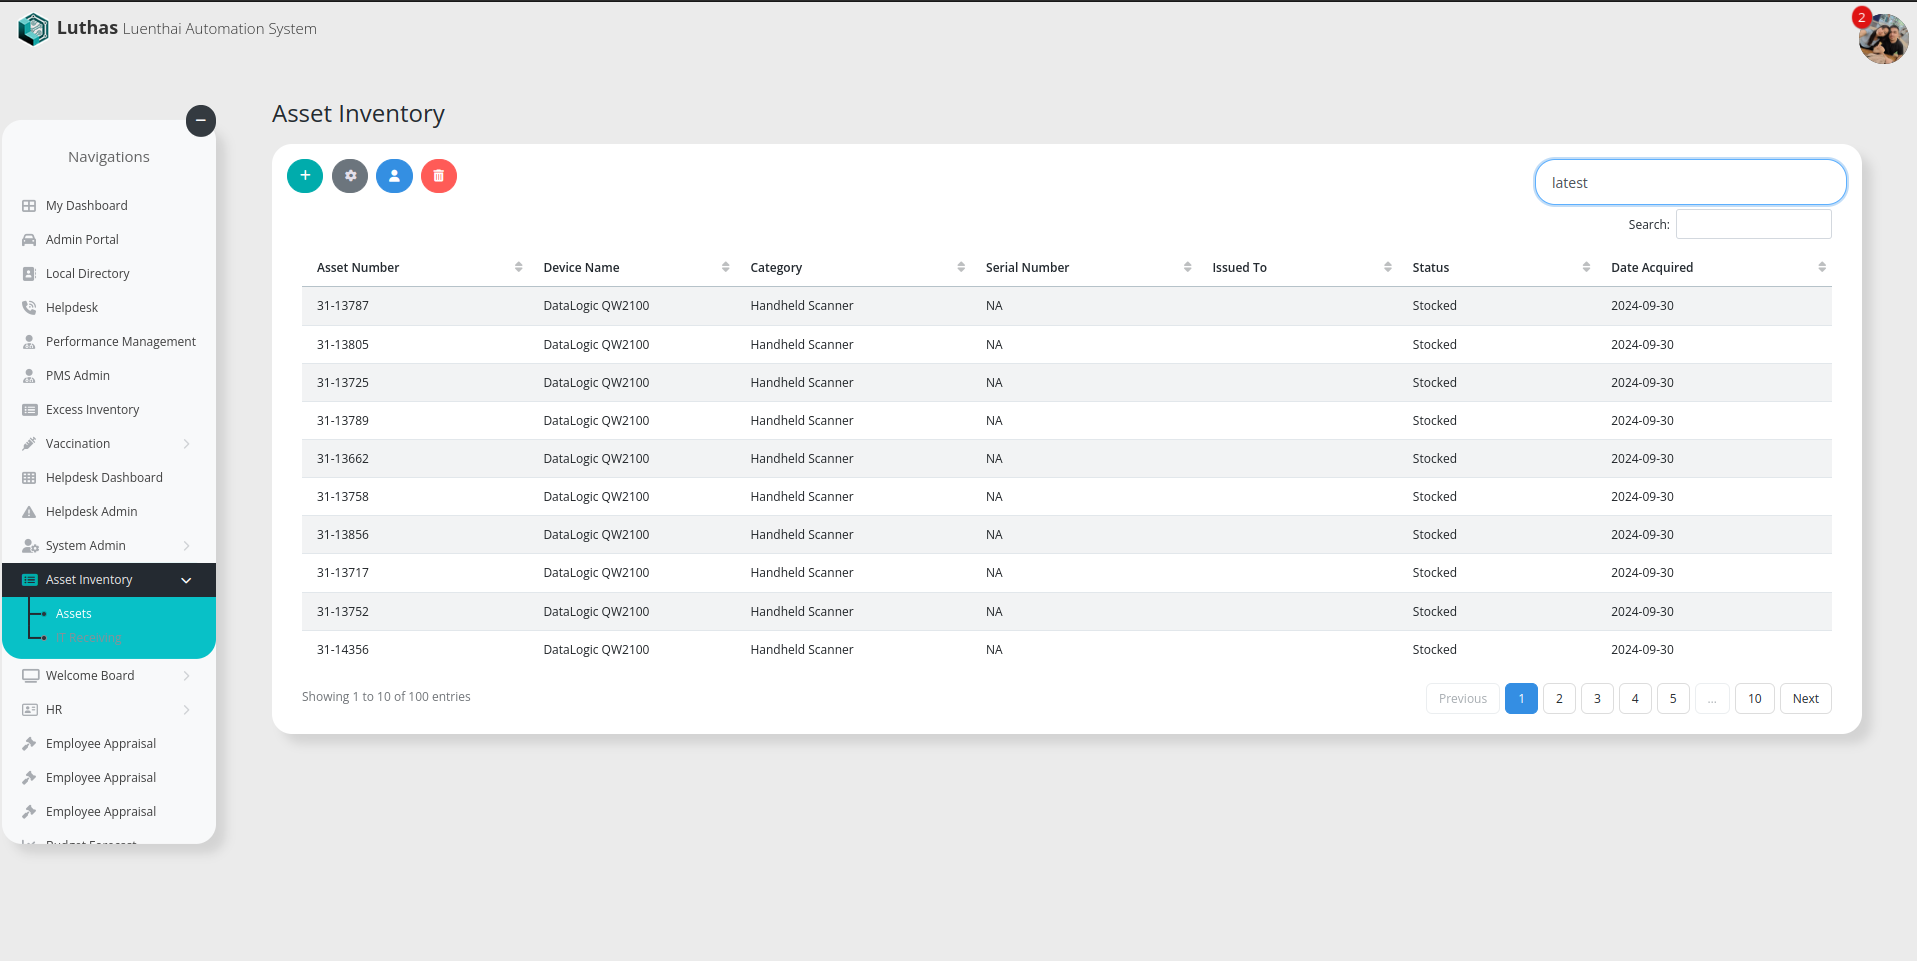 Luthas Luenthai Automation System
2
Asset Inventory
Navigations
My Dashboard
Admin Portal
Local Directory
Helpdesk
Performance Management
PMS Admin
Excess Inventory
Vaccination
Helpdesk Dashboard
Helpdesk Admin
System Admin
Asset Inventory
Assets
Welcome Board
HR
Employee Appraisal
Employee Appraisal
Employee Appraisal
Budget Forecast
latest
Search:
Asset Number Device Name Category Serial Number Issued To Status Date Acquired
31-13787 DataLogic QW2100 Handheld Scanner NA Stocked 2024-09-30
31-13805 DataLogic QW2100 Handheld Scanner NA Stocked 2024-09-30
31-13725 DataLogic QW2100 Handheld Scanner NA Stocked 2024-09-30
31-13789 DataLogic QW2100 Handheld Scanner NA Stocked 2024-09-30
31-13662 DataLogic QW2100 Handheld Scanner NA Stocked 2024-09-30
31-13758 DataLogic QW2100 Handheld Scanner NA Stocked 2024-09-30
31-13856 DataLogic QW2100 Handheld Scanner NA Stocked 2024-09-30
31-13717 DataLogic QW2100 Handheld Scanner NA Stocked 2024-09-30
31-13752 DataLogic QW2100 Handheld Scanner NA Stocked 2024-09-30
31-14356 DataLogic QW2100 Handheld Scanner NA Stocked 2024-09-30
Showing 1 to 10 of 100 entries
Previous 1 2 3 4 5 ... 10 Next